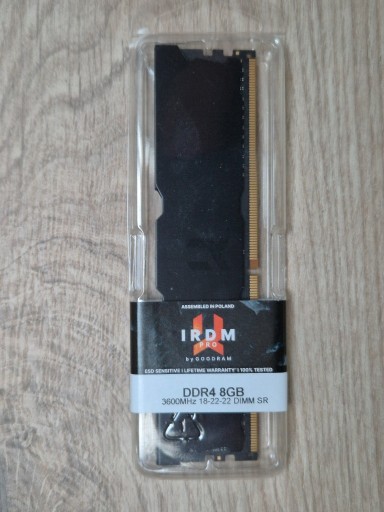 ASSEMBLED IN POLAND
IRDM
PRO
by GOODRAM
ESD SENSITIVE | LIFETIME WARRANTY* | 100% TESTED
DDR4 8GB
3600MHz 18-22-22 DIMM SR